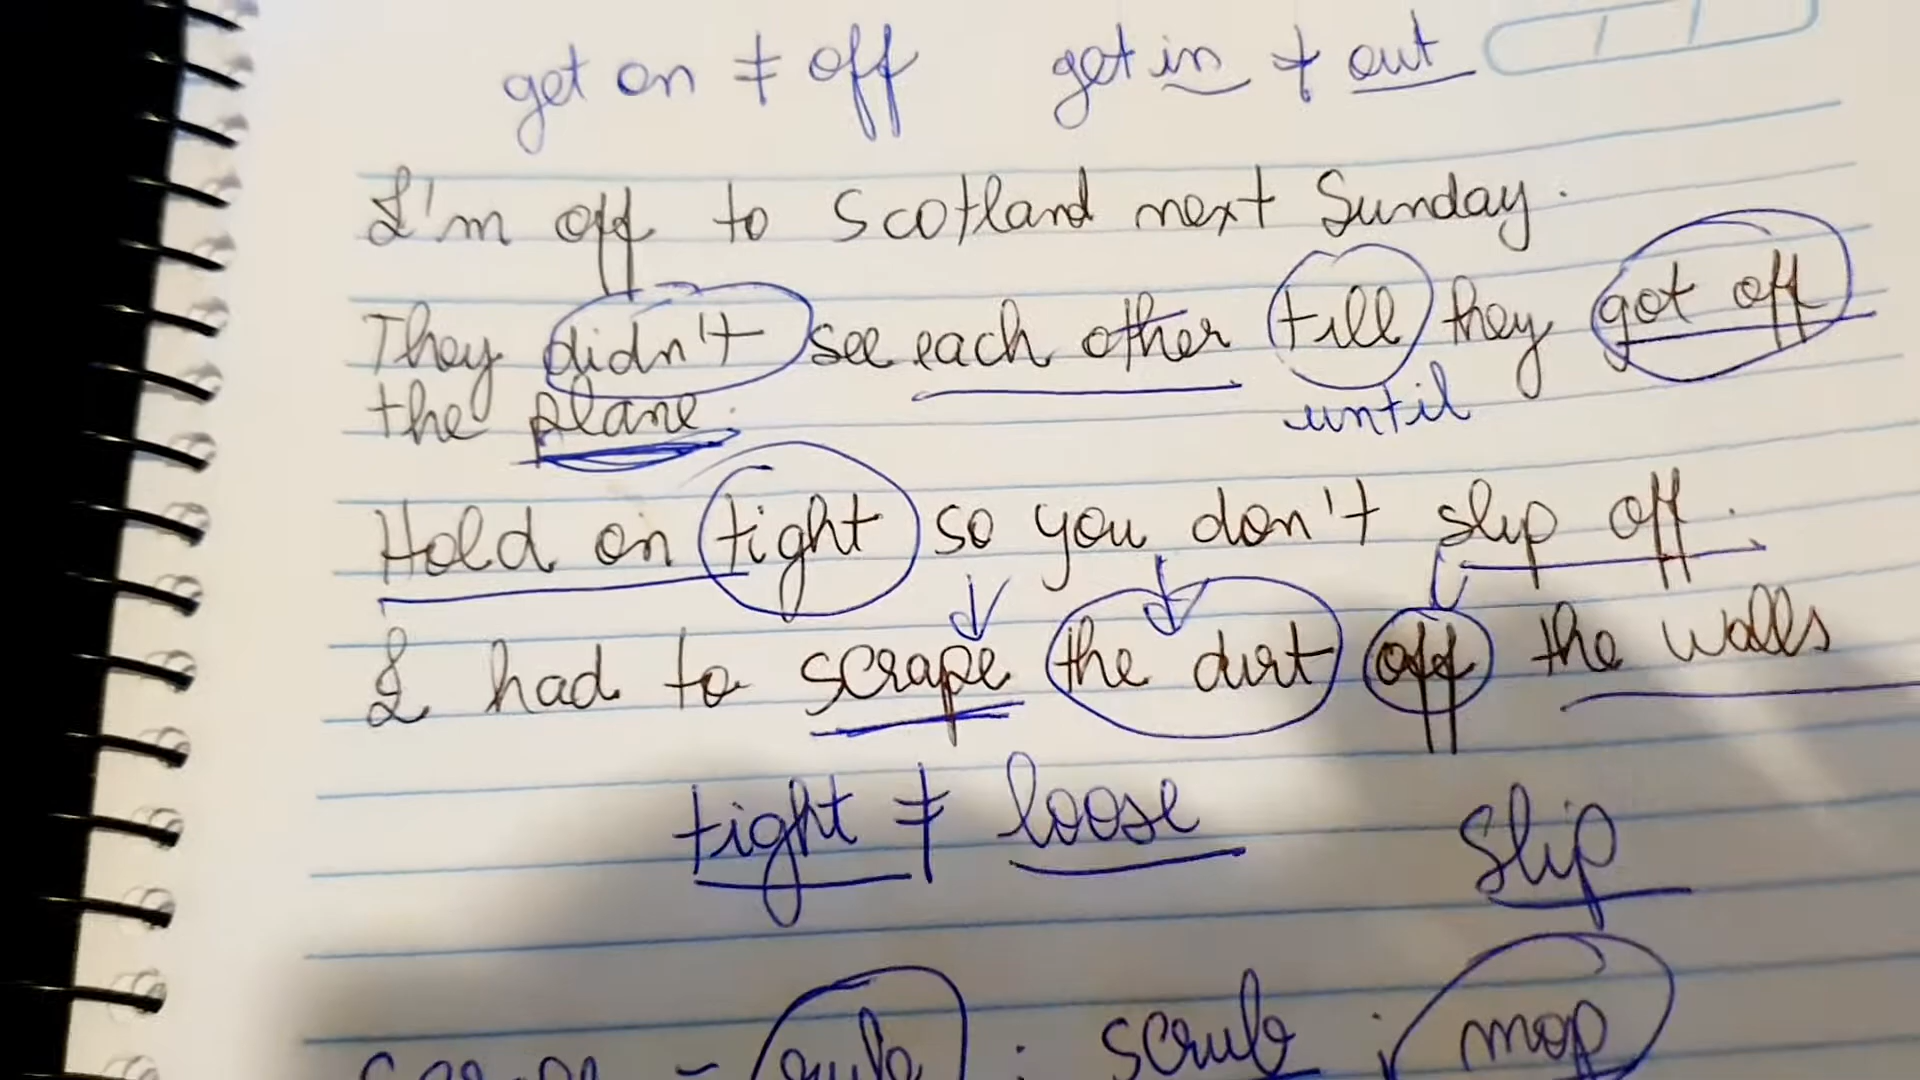 get on ≠ off get in ≠ out
I'm off to Scotland next Sunday.
They didn't see each other till they got off
the plane.
until
Hold on tight so you don't slip off.
I had to scrape the dirt off the walls
tight ≠ loose
slip
scrub mop